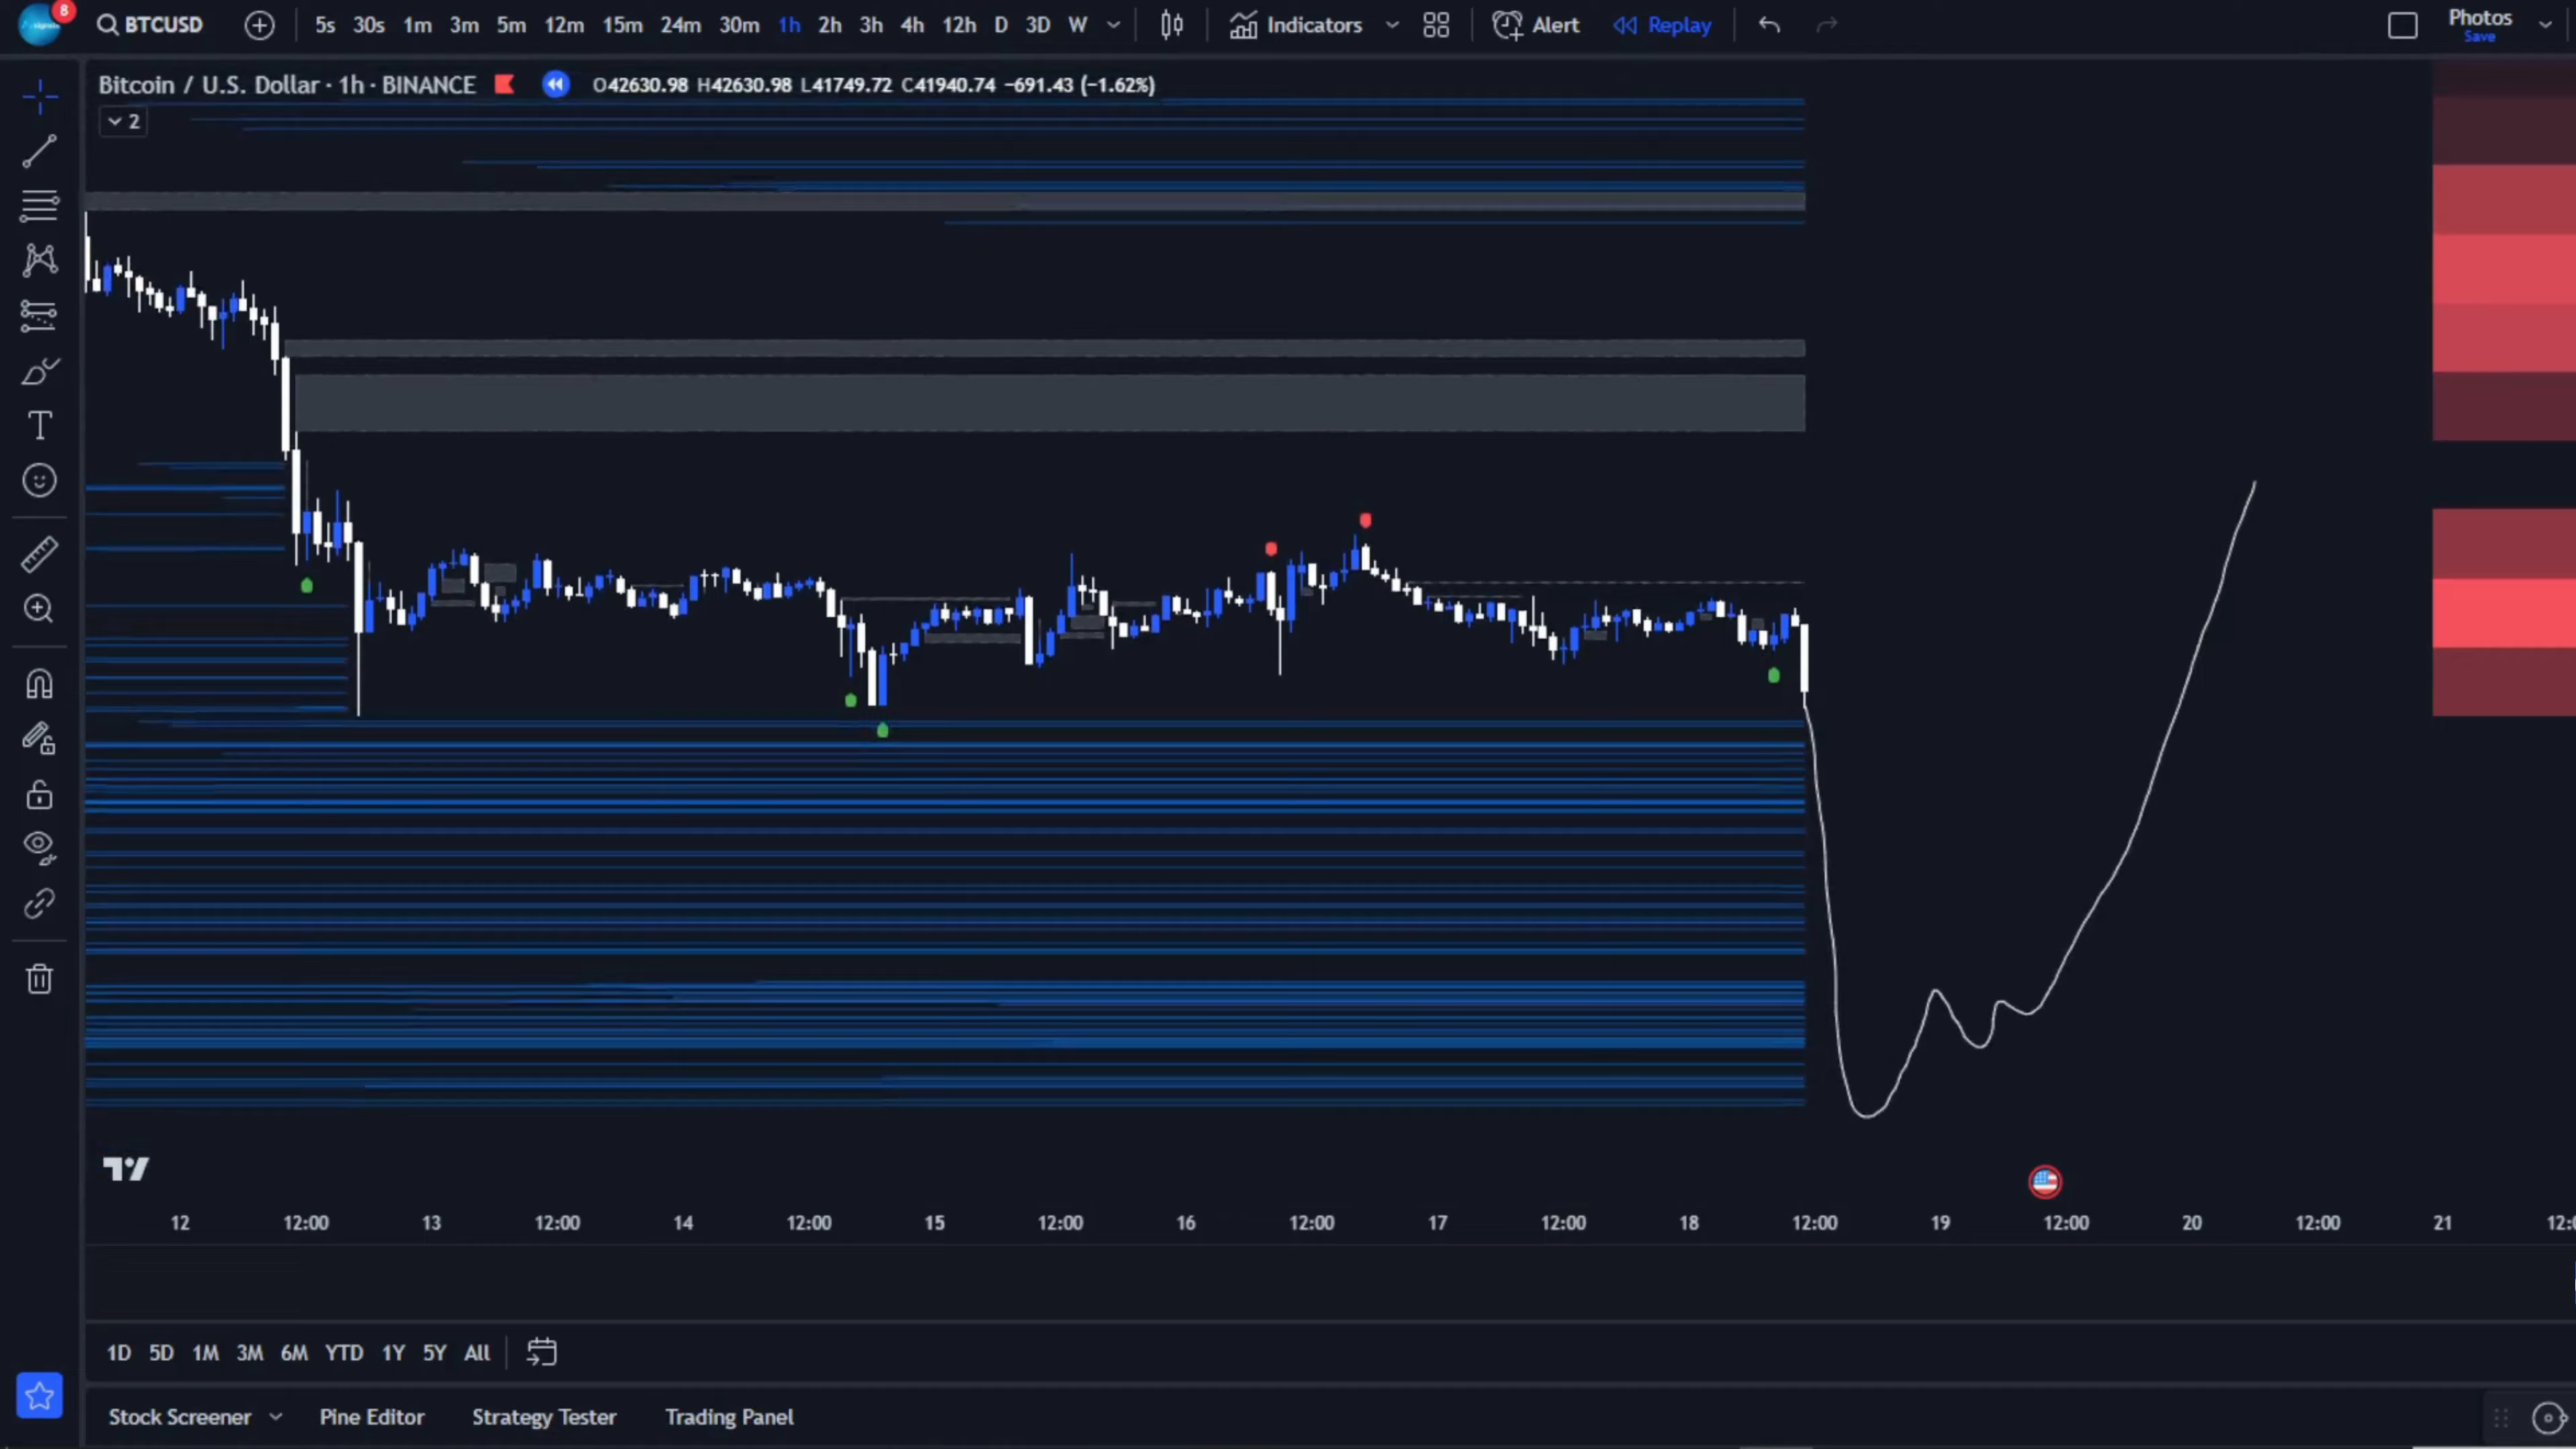 8
BTCUSD 5s 30s 1m 3m 5m 12m 15m 24m 30m 1h 2h 3h 4h 12h D 3D W Indicators Alert Replay Photos
Save
Bitcoin / U.S. Dollar · 1h · BINANCE O42630.98 H42630.98 L41749.72 C41940.74 −691.43 (−1.62%)
2
12 12:00 13 12:00 14 12:00 15 12:00 16 12:00 17 12:00 18 12:00 19 12:00 20 12:00 21
1D 5D 1M 3M 6M YTD 1Y 5Y All
Stock Screener Pine Editor Strategy Tester Trading Panel